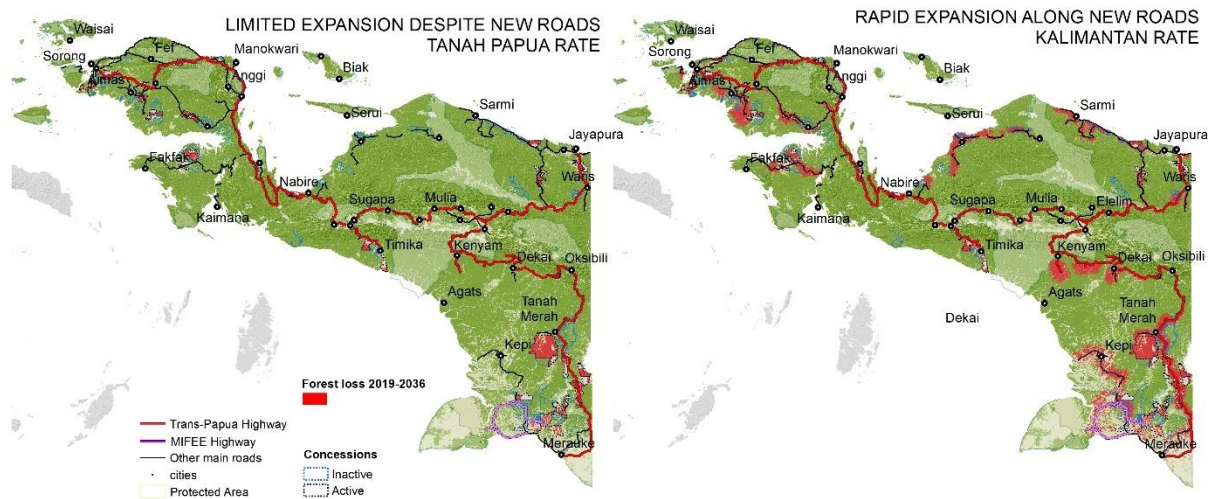 LIMITED EXPANSION DESPITE NEW ROADS
TANAH PAPUA RATE
Waisai
Sorong
Fef
Manokwari
Aimas
Anggi
Biak
Serui
Sarmi
Jayapura
Fakfak
Waris
Nabire
Kaimana
Sugapa
Mulia
Timika
Kenyam
Dekai
Oksibili
Agats
Tanah
Merah
Kepi
Merauke
Forest loss 2019-2036
Trans-Papua Highway
MIFEE Highway
Other main roads
cities
Protected Area
Concessions
Inactive
Active
RAPID EXPANSION ALONG NEW ROADS
KALIMANTAN RATE
Waisai
Sorong
Fef
Manokwari
Aimas
Anggi
Biak
Serui
Sarmi
Jayapura
Fakfak
Waris
Nabire
Kaimana
Sugapa
Mulia
Elelim
Timika
Kenyam
Dekai
Oksibili
Agats
Dekai
Tanah
Merah
Kepi
Merauke